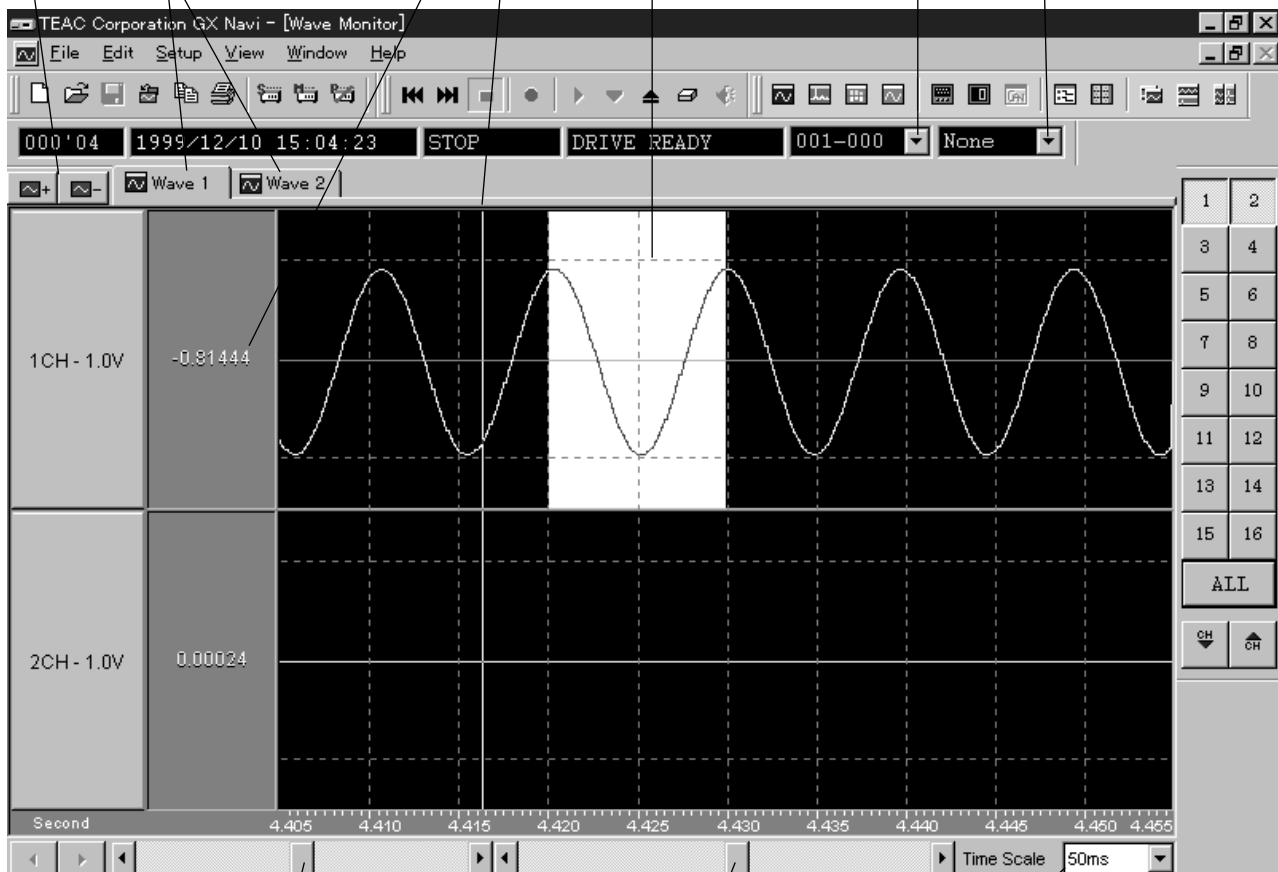 TEAC Corporation GX Navi - [Wave Monitor]
File Edit Setup View Window Help
000'04 1999/12/10 15:04:23 STOP DRIVE READY 001-000 None
Wave 1 Wave 2
1 2
3 4
5 6
7 8
9 10
11 12
13 14
15 16
ALL
CH CH
1CH - 1.0V -0.81444
2CH - 1.0V 0.00024
Second 4.405 4.410 4.415 4.420 4.425 4.430 4.435 4.440 4.445 4.450 4.455
Time Scale 50ms